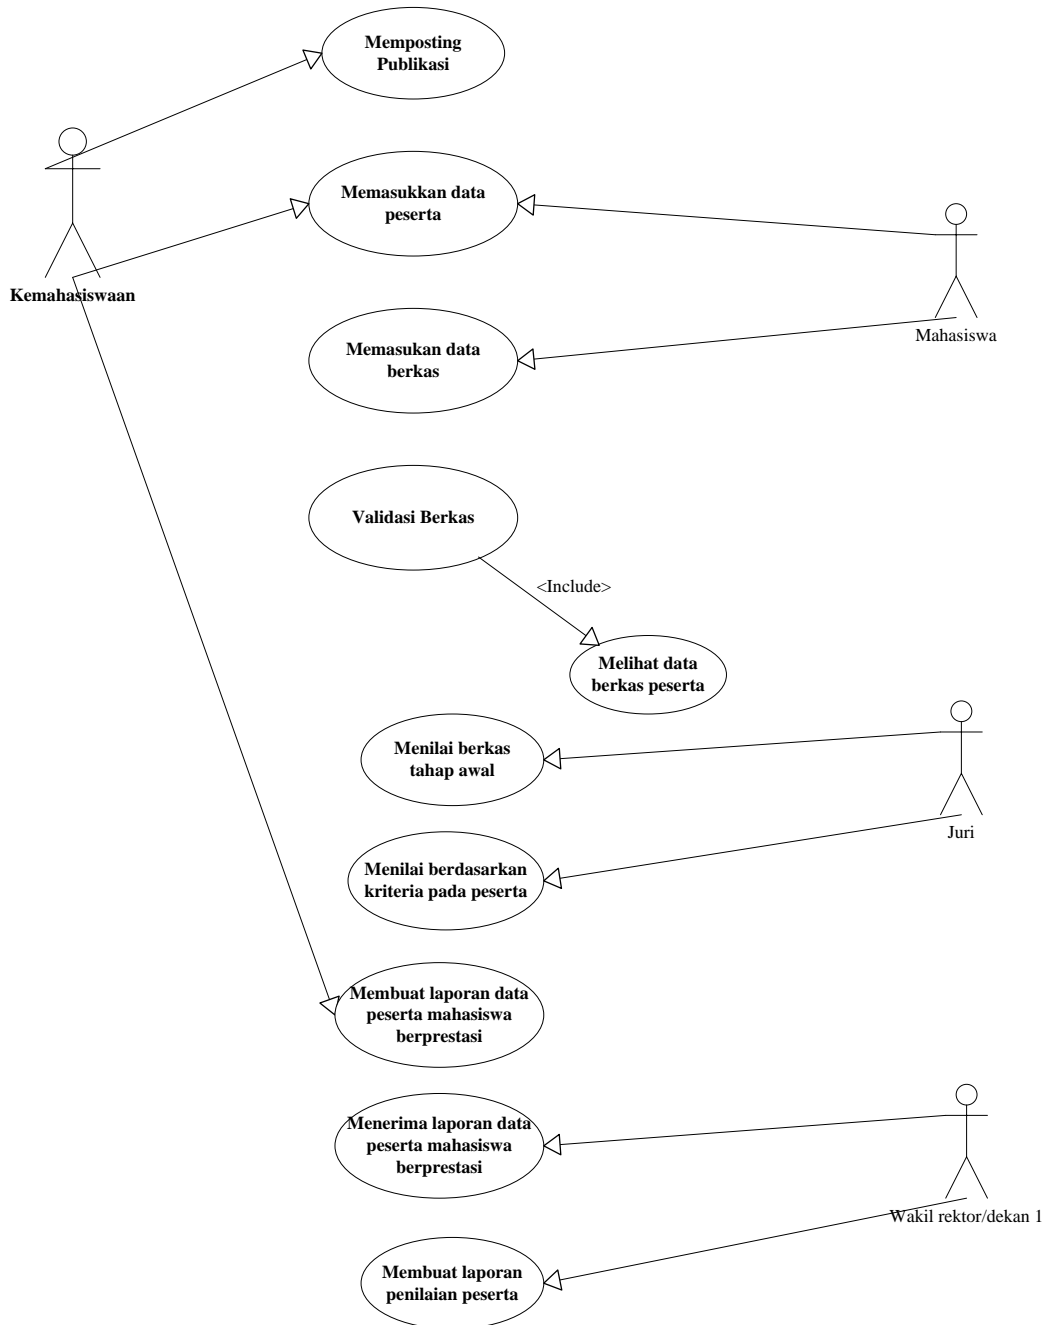 Memposting
Publikasi
Memasukkan data
peserta
Kemahasiswaan
Mahasiswa
Memasukan data
berkas
Validasi Berkas
<Include>
Melihat data
berkas peserta
Menilai berkas
tahap awal
Juri
Menilai berdasarkan
kriteria pada peserta
Membuat laporan data
peserta mahasiswa
berprestasi
Menerima laporan data
peserta mahasiswa
berprestasi
Wakil rektor/dekan 1
Membuat laporan
penilaian peserta